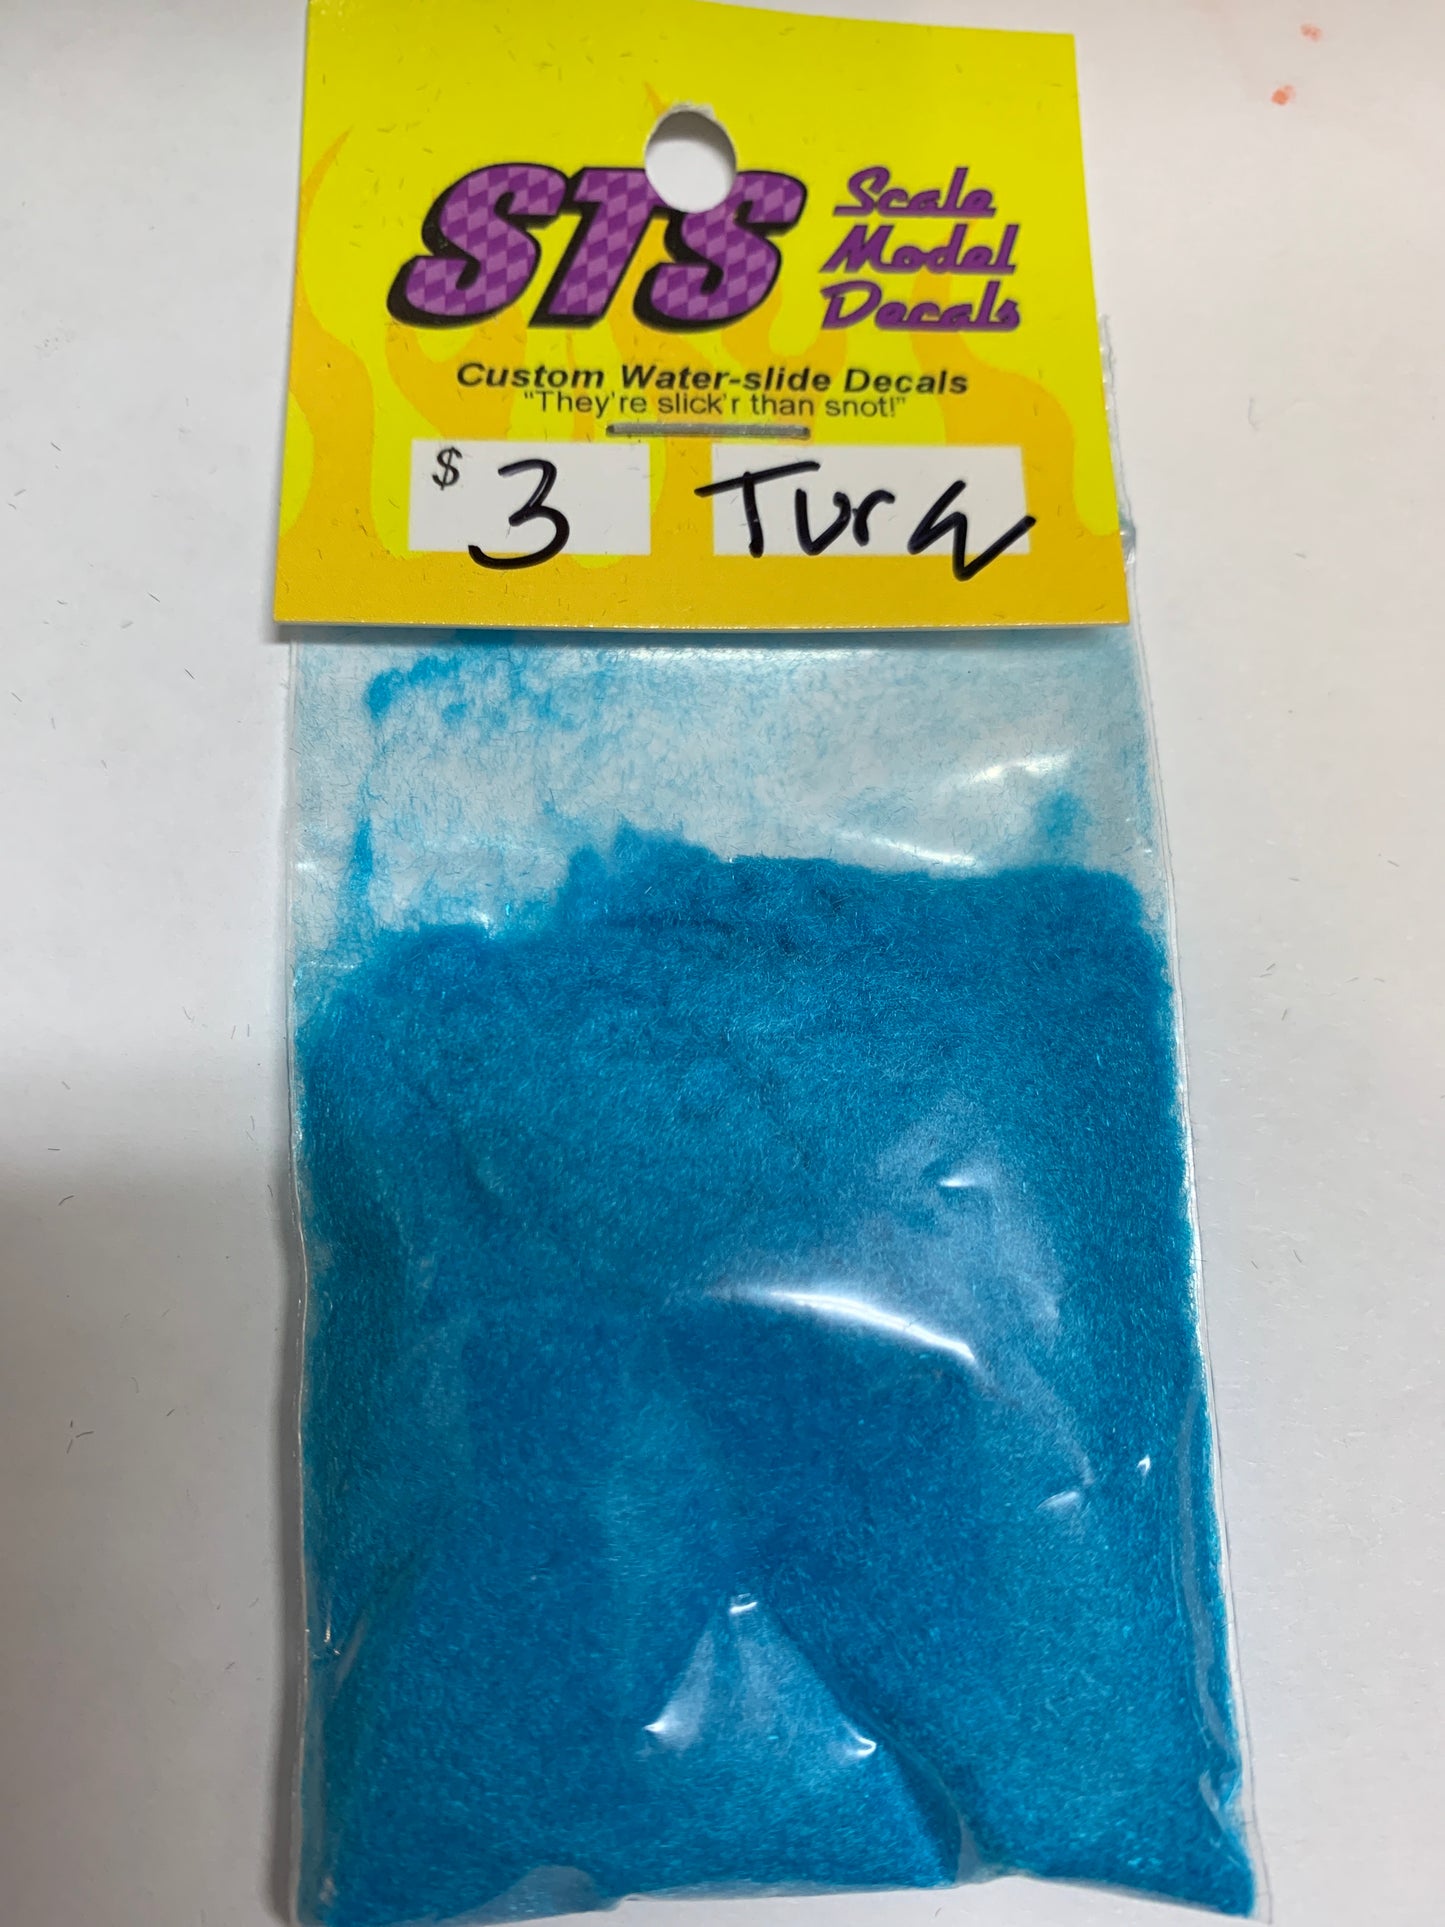 STS
Scale
Model
Decals
Custom Water-slide Decals
"They're slick'r than snot!"
$ 3
Turq